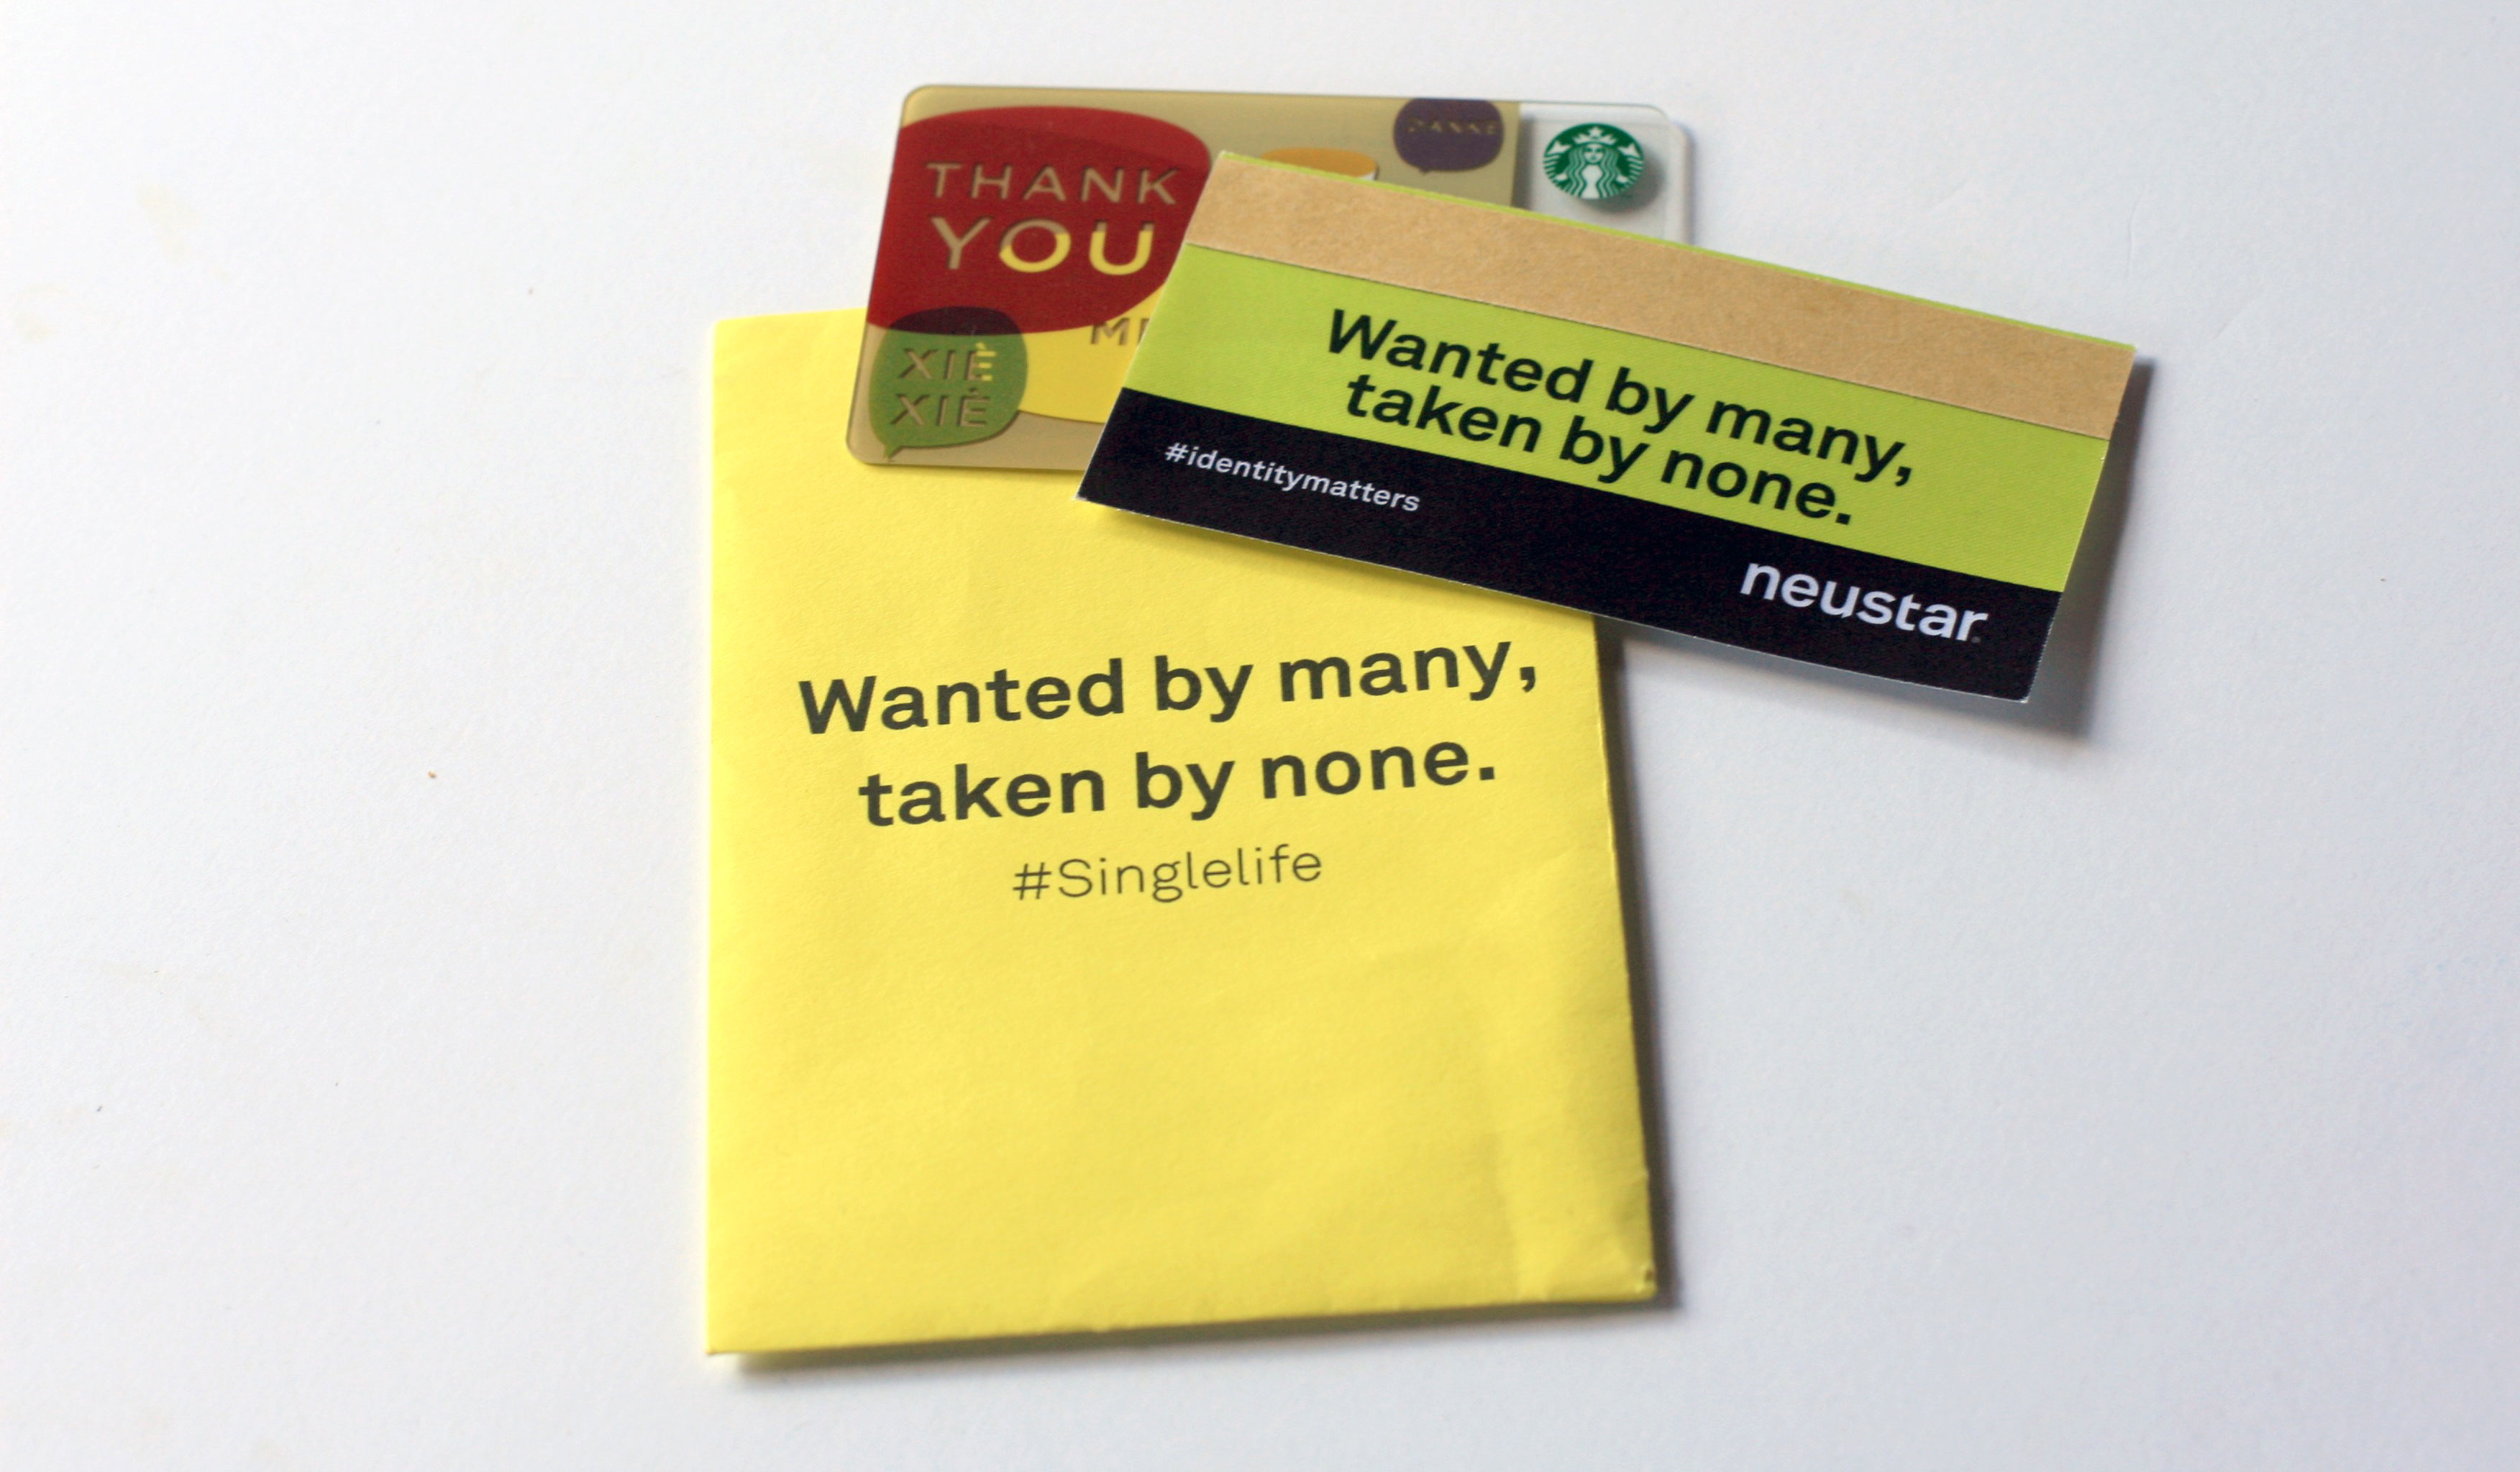 THANK
YOU
XIÈ
XIÈ
Wanted by many,
taken by none.
#identitymatters
neustar
Wanted by many,
taken by none.
#Singlelife